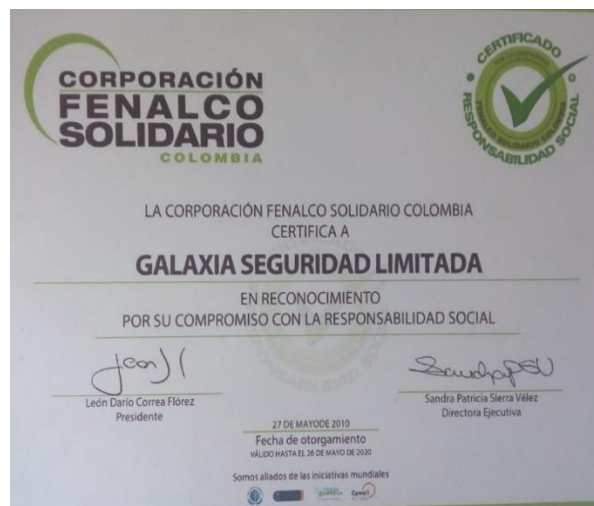 CORPORACIÓN
FENALCO
SOLIDARIO
COLOMBIA
CERTIFICADO
RESPONSABILIDAD SOCIAL
FENALCO SOLIDARIO COLOMBIA
LA CORPORACIÓN FENALCO SOLIDARIO COLOMBIA
CERTIFICA A
GALAXIA SEGURIDAD LIMITADA
EN RECONOCIMIENTO
POR SU COMPROMISO CON LA RESPONSABILIDAD SOCIAL
León Darío Correa Flórez
Presidente
Sandra Patricia Sierra Vélez
Directora Ejecutiva
27 DE MAYODE 2010
Fecha de otorgamiento
VÁLIDO HASTA EL 26 DE MAYO DE 2020
Somos aliados de las iniciativas mundiales